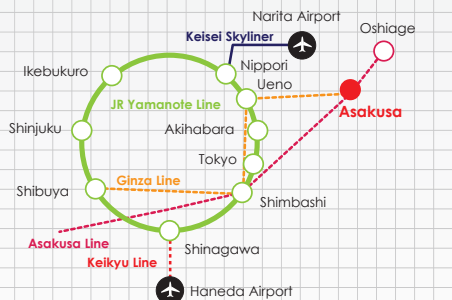 Narita Airport
Oshiage
Keisei Skyliner
Nippori
Ikebukuro
Ueno
JR Yamanote Line
Asakusa
Shinjuku
Akihabara
Tokyo
Ginza Line
Shibuya
Shimbashi
Asakusa Line
Shinagawa
Keikyu Line
Haneda Airport